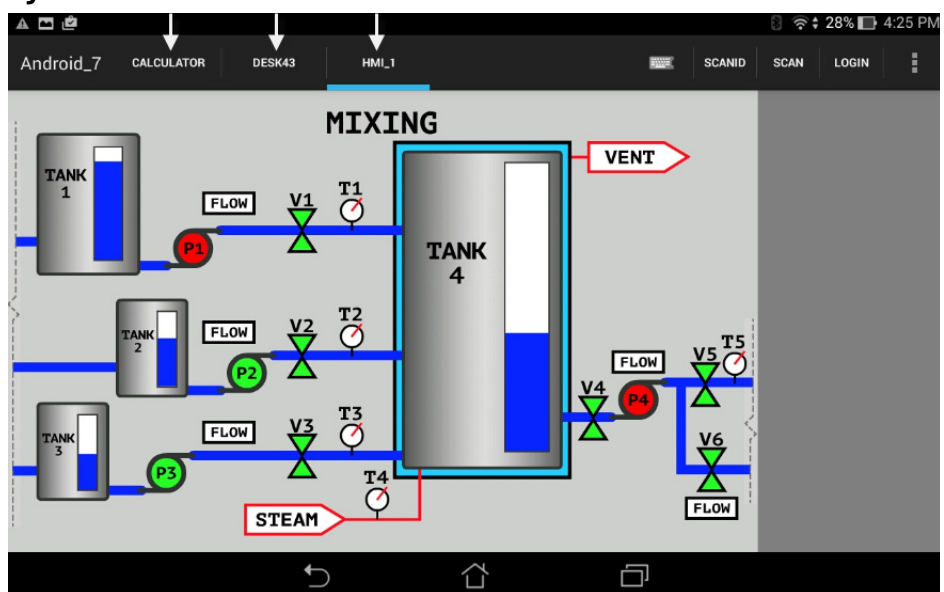 28% 4:25 PM
Android_7 CALCULATOR DESK43 HMI_1 SCANID SCAN LOGIN
MIXING
VENT
TANK
1
FLOW V1 T1
P1
TANK
4
TANK
2
FLOW V2 T2
P2
FLOW V5 T5
V4 P4
TANK
3
FLOW V3 T3
P3
V6
T4
STEAM
FLOW